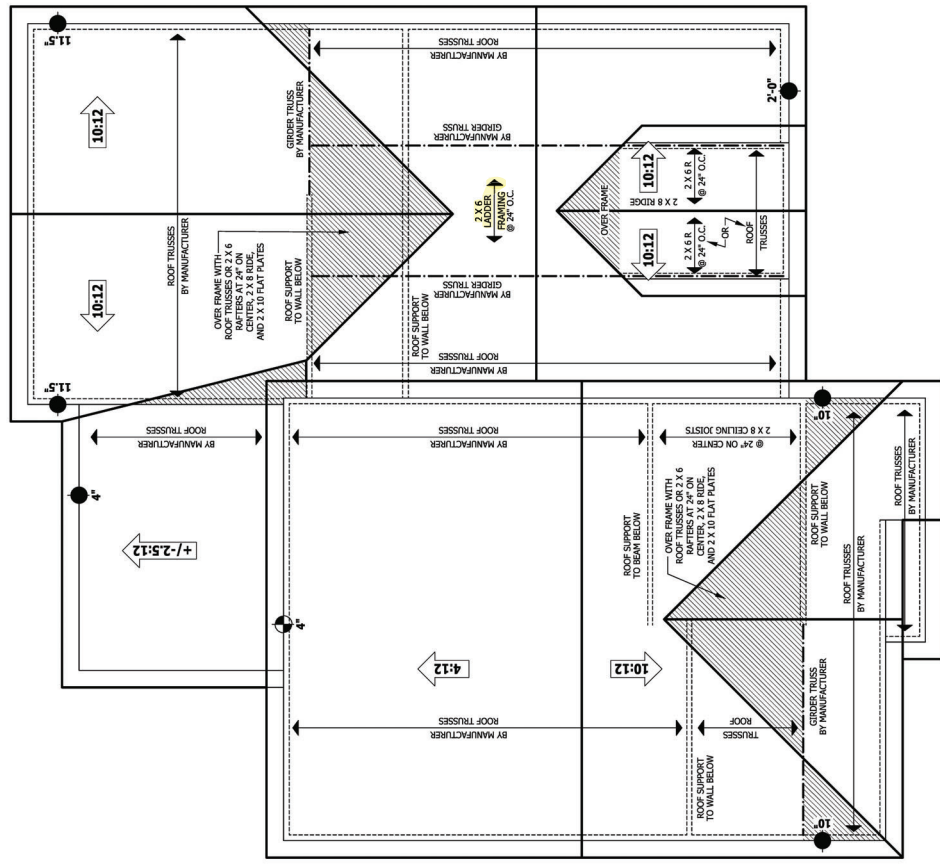 11.5"
10:12
ROOF TRUSSES
BY MANUFACTURER
10:12
11.5"
GIRDER TRUSS
BY MANUFACTURER
OVER FRAME WITH
ROOF TRUSSES OR 2 X 6
RAFTERS AT 24" ON
CENTER, 2 X 8 RIDE,
AND 2 X 10 FLAT PLATES
ROOF SUPPORT
TO WALL BELOW
ROOF TRUSSES
BY MANUFACTURER
GIRDER TRUSS
BY MANUFACTURER
2 X 6
LADDER
FRAMING
@ 24" O.C.
GIRDER TRUSS
BY MANUFACTURER
ROOF SUPPORT
TO WALL BELOW
ROOF TRUSSES
BY MANUFACTURER
2'-0"
OVER FRAME
10:12
2 X 6 R
@ 24" O.C.
2 X 8 RIDGE
OR
10:12
2 X 6 R
@ 24" O.C.
ROOF
TRUSSES
ROOF TRUSSES
BY MANUFACTURER
4"
+/-2.5:12
ROOF TRUSSES
BY MANUFACTURER
2 X 8 CEILING JOISTS
@ 24" ON CENTER
10"
ROOF SUPPORT
TO BEAM BELOW
OVER FRAME WITH
ROOF TRUSSES OR 2 X 6
RAFTERS AT 24" ON
CENTER, 2 X 8 RIDE,
AND 2 X 10 FLAT PLATES
ROOF SUPPORT
TO WALL BELOW
ROOF TRUSSES
BY MANUFACTURER
ROOF TRUSSES
BY MANUFACTURER
4"
4:12
10:12
ROOF TRUSSES
BY MANUFACTURER
ROOF
TRUSSES
ROOF SUPPORT
TO WALL BELOW
GIRDER TRUSS
BY MANUFACTURER
10"